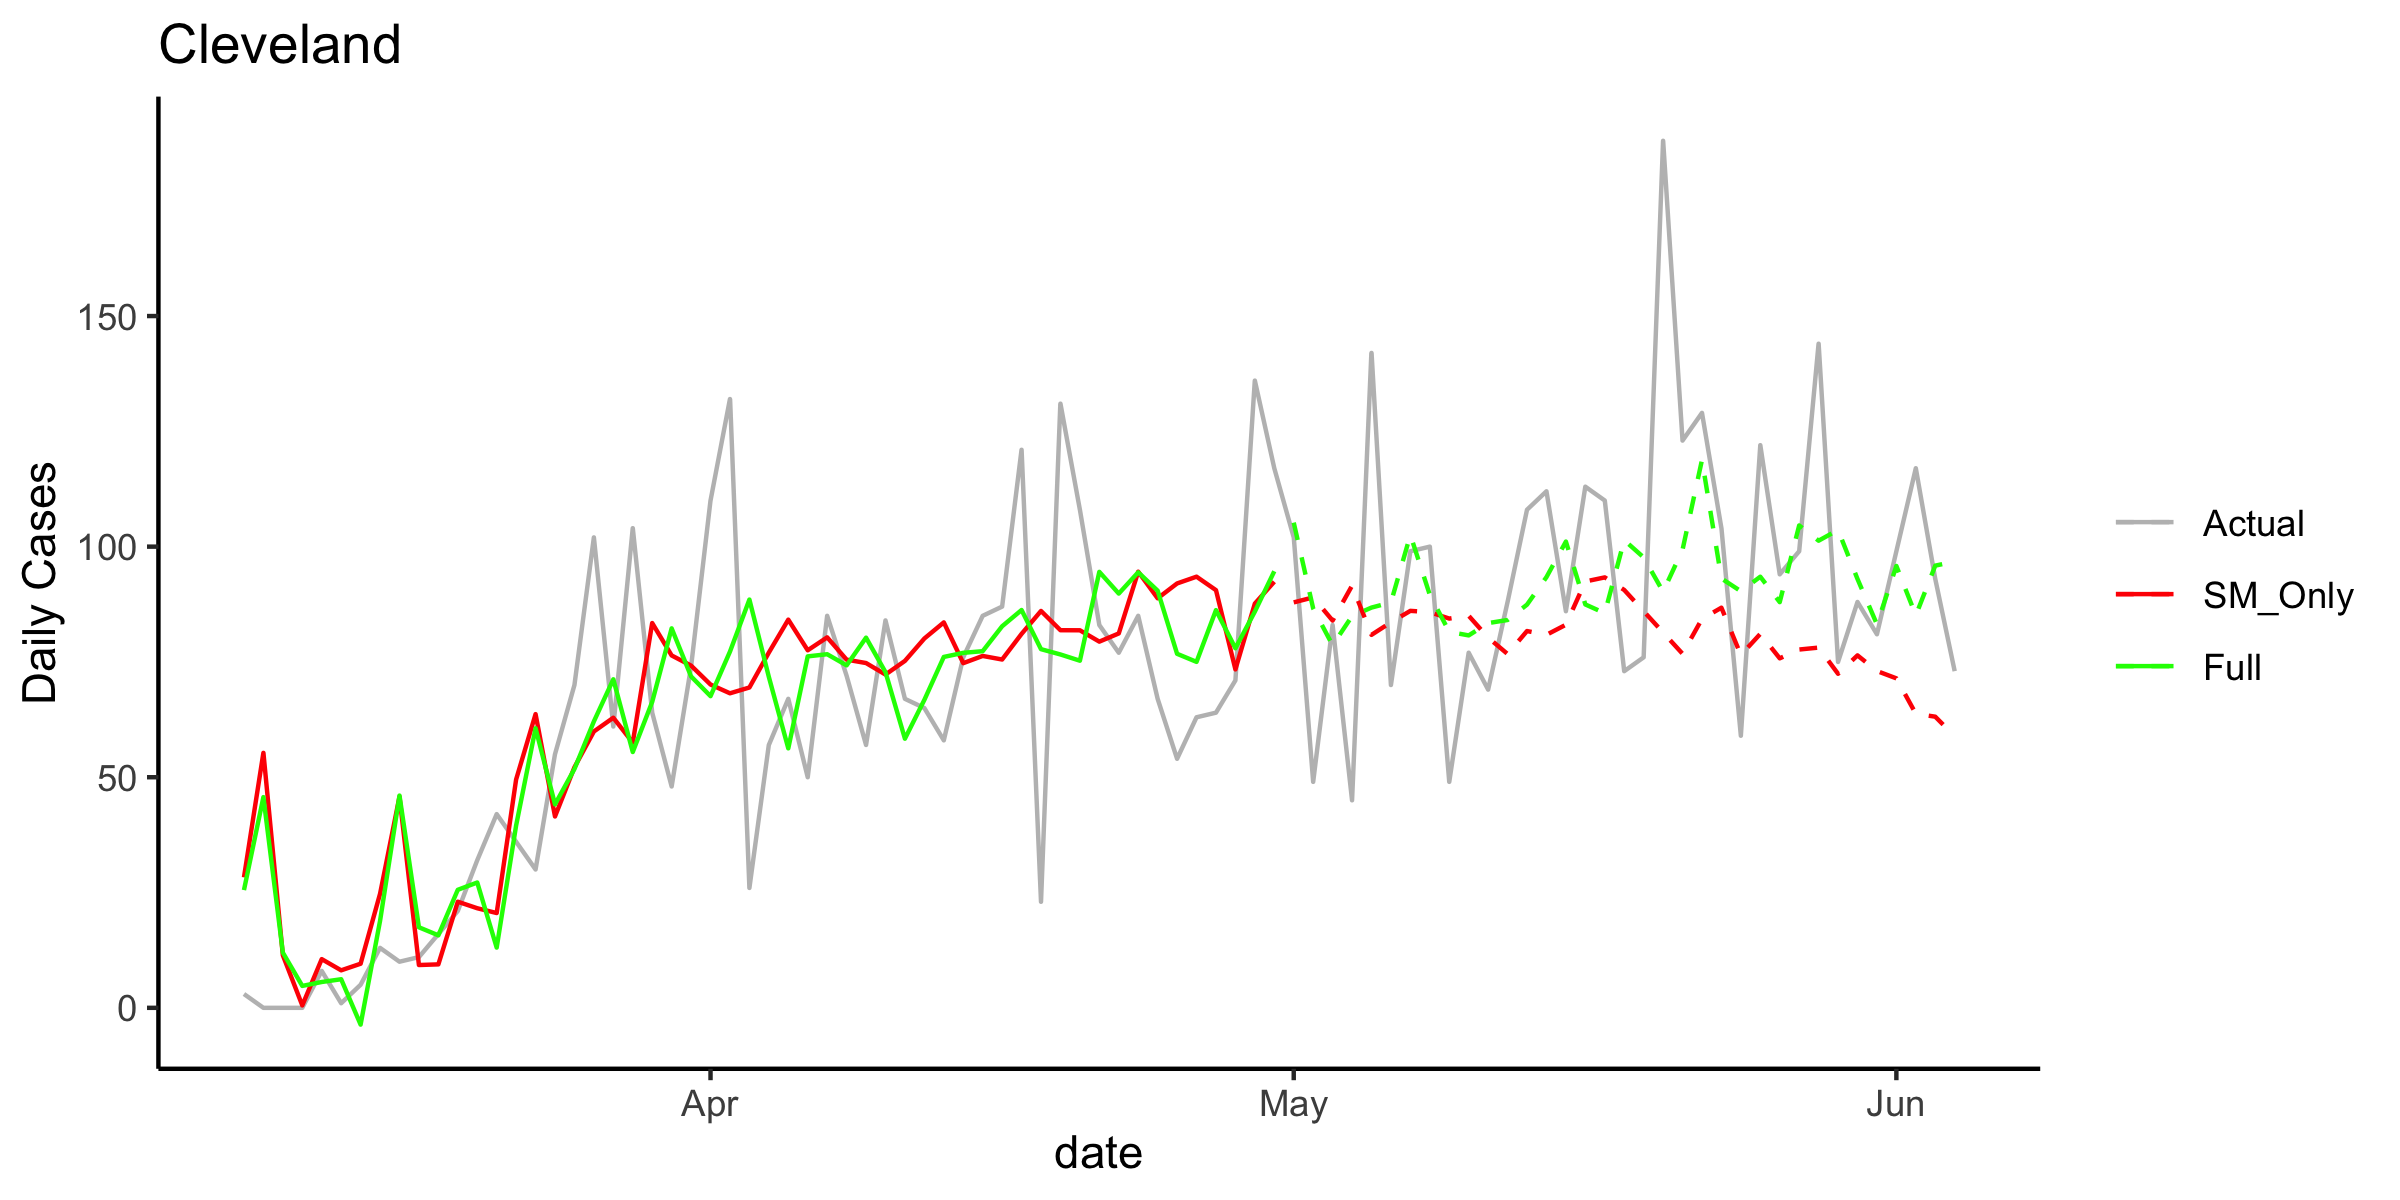 Cleveland
Daily Cases
150
100
50
0
Apr
May
Jun
date
Actual
SM_Only
Full